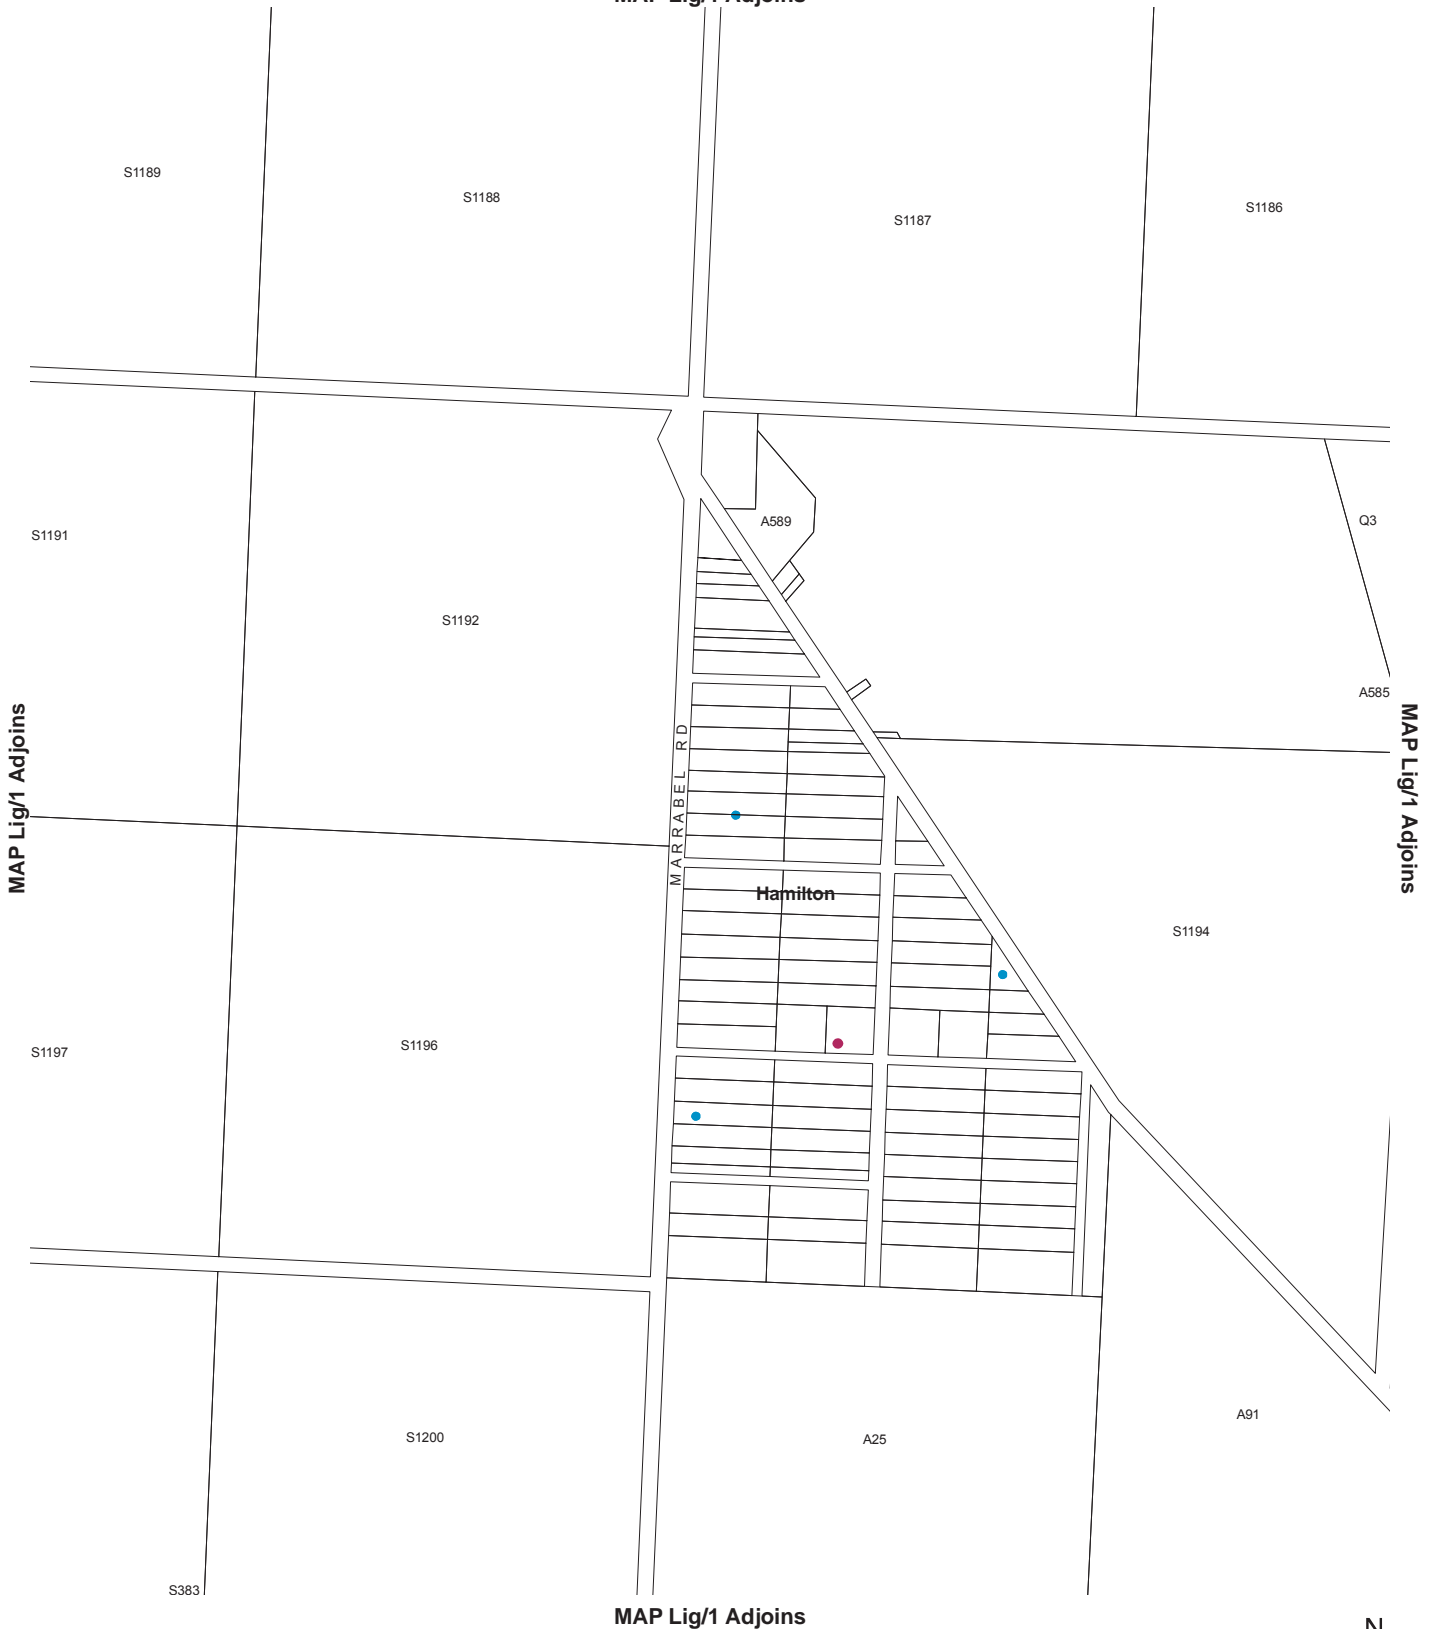 MAP Lig/1 Adjoins
S1189
S1188
S1187
S1186
A589
Q3
S1191
S1192
A585
MAP Lig/1 Adjoins
MARRABEL RD
MAP Lig/1 Adjoins
Hamilton
S1194
S1197
S1196
A91
S1200
A25
S383
MAP Lig/1 Adjoins
N